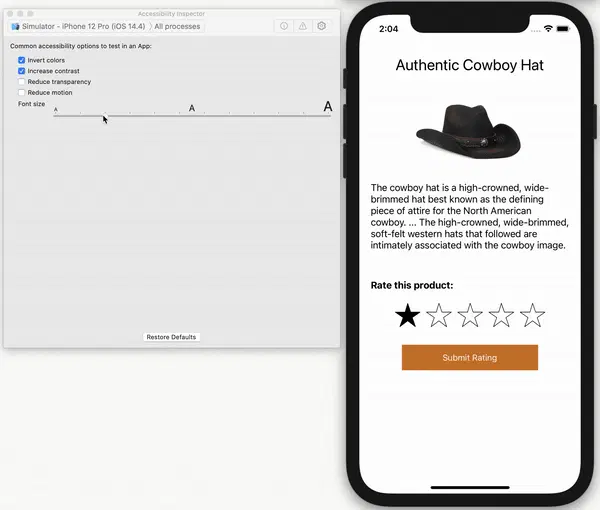 Accessibility Inspector
Simulator - iPhone 12 Pro (iOS 14.4) All processes
Common accessibility options to test in an App:
Invert colors
Increase contrast
Reduce transparency
Reduce motion
Font size A A A
Restore Defaults
2:04
Authentic Cowboy Hat
The cowboy hat is a high-crowned, wide-
brimmed hat best known as the defining
piece of attire for the North American
cowboy. ... The high-crowned, wide-brimmed,
soft-felt western hats that followed are
intimately associated with the cowboy image.
Rate this product:
Submit Rating